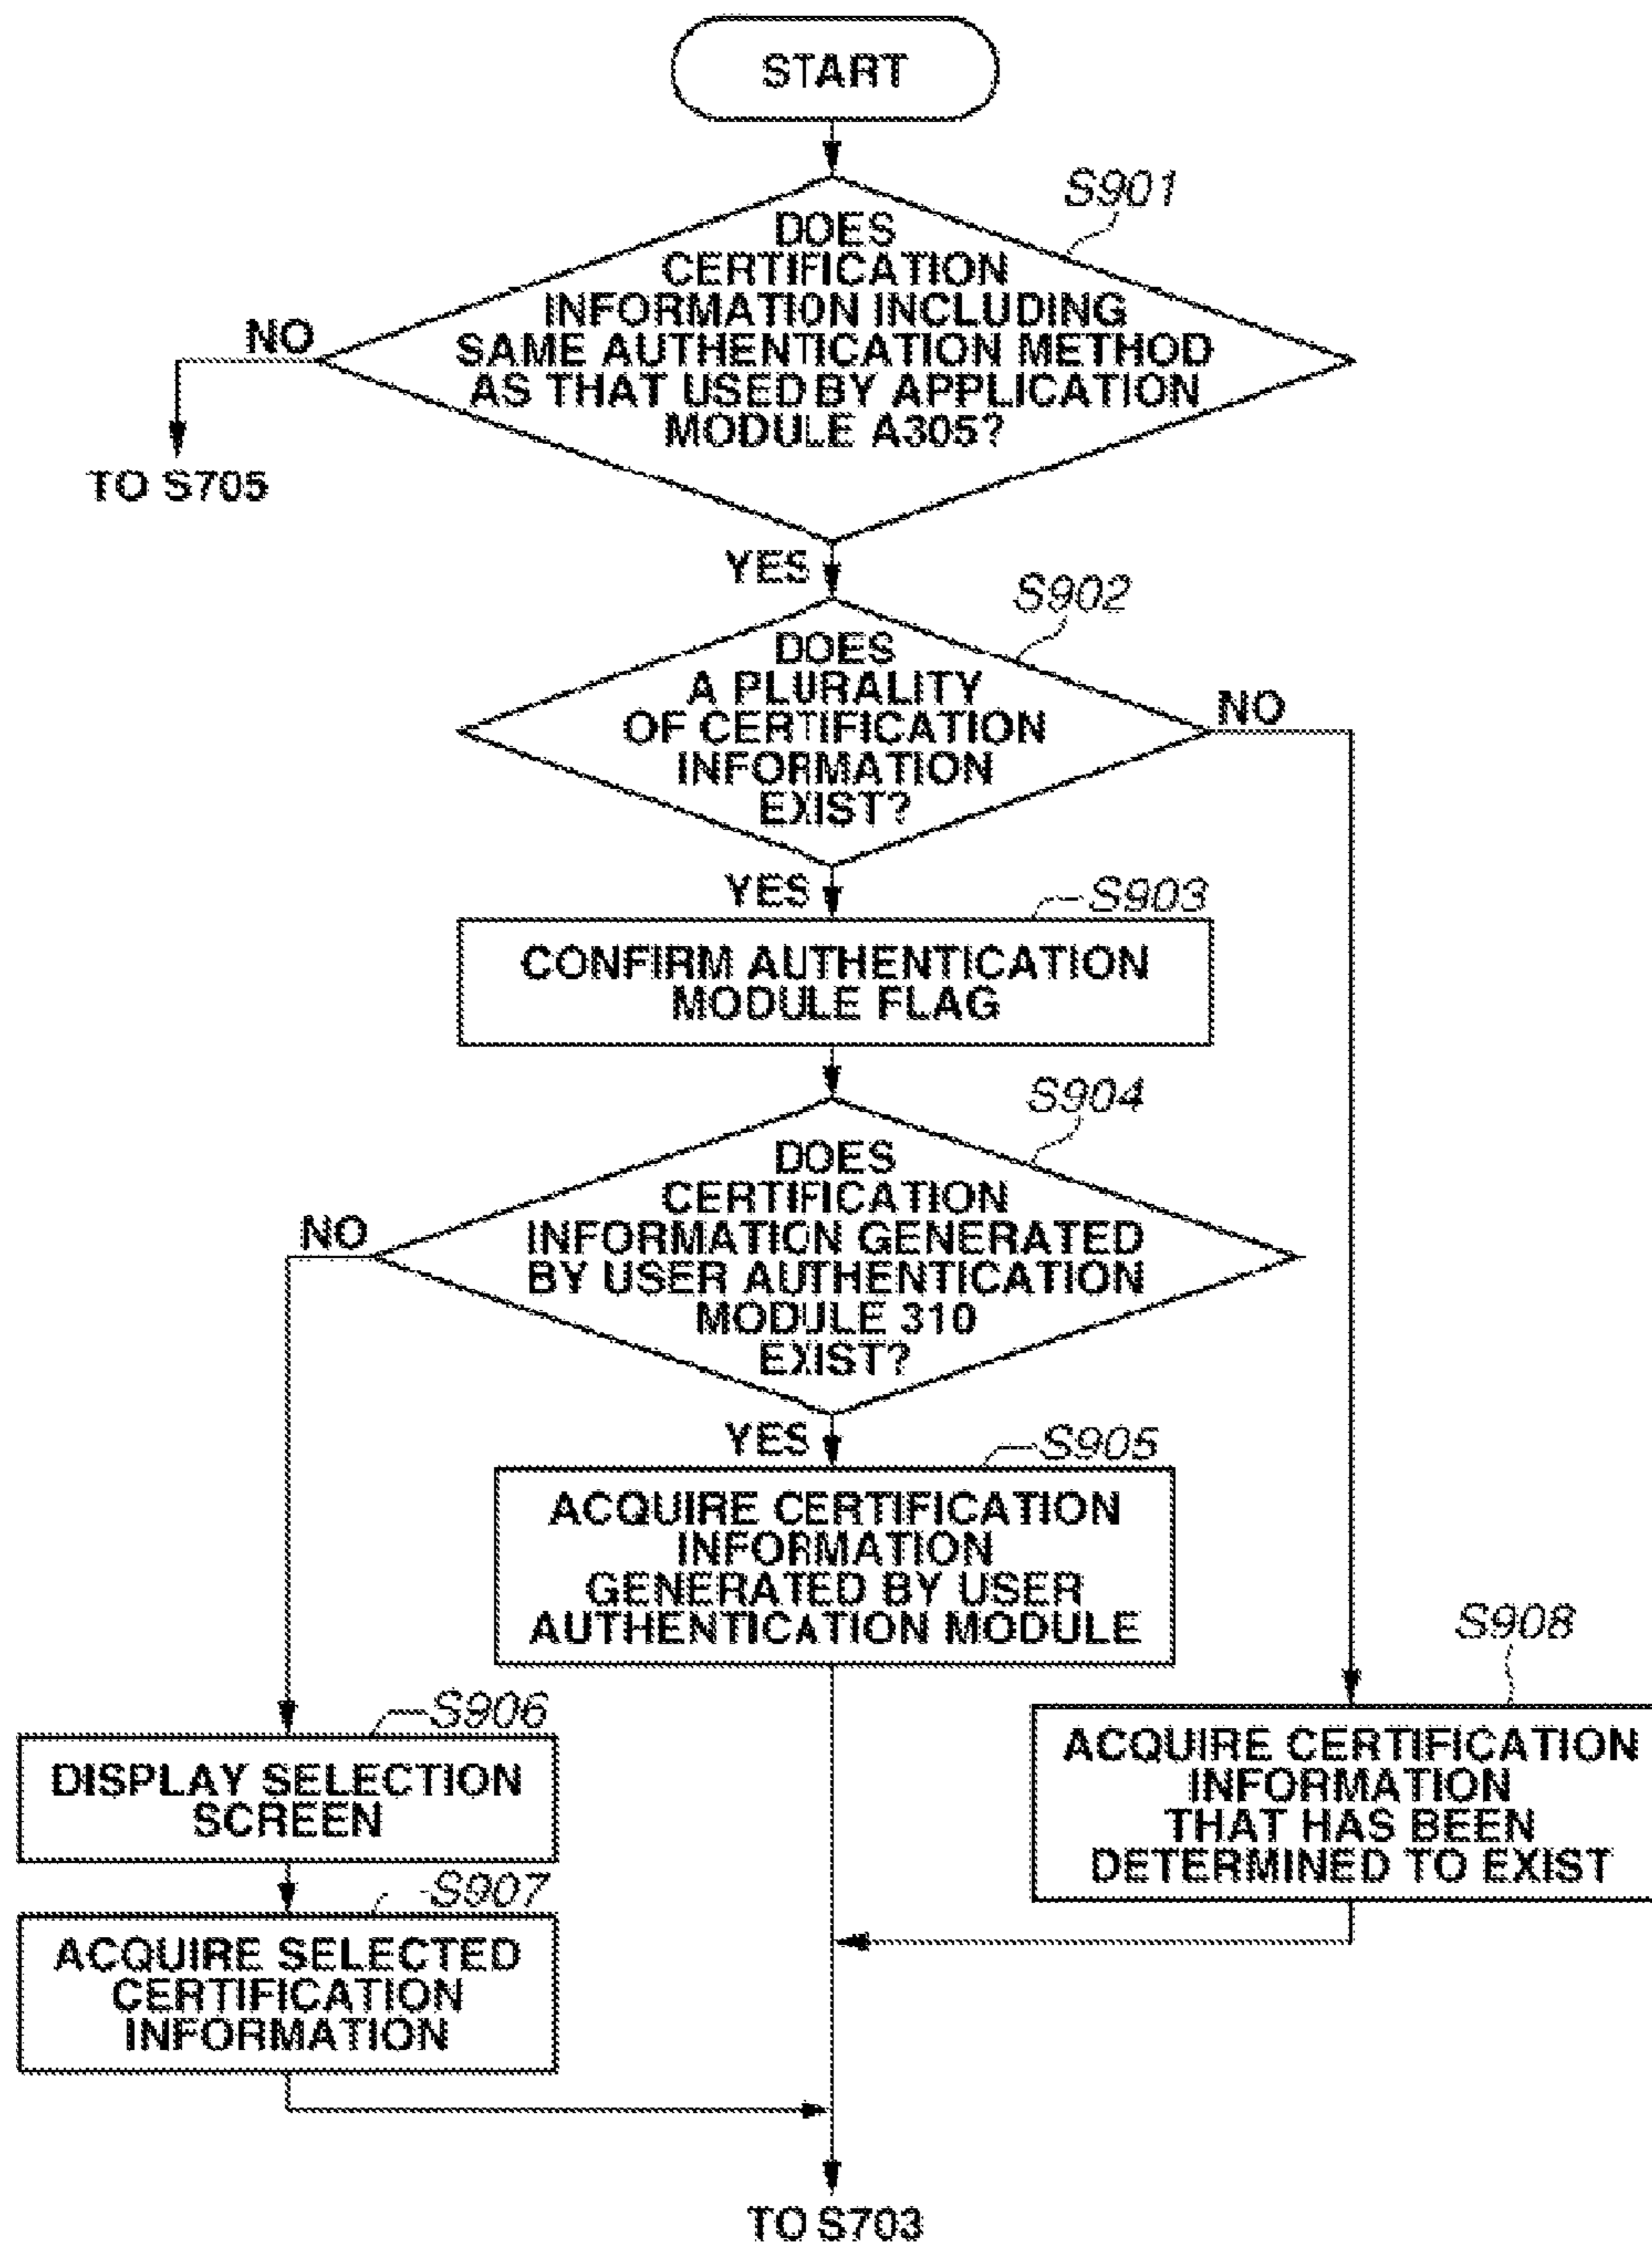 START
S901
DOES
CERTIFICATION
INFORMATION INCLUDING
SAME AUTHENTICATION METHOD
AS THAT USED BY APPLICATION
MODULE A305?
NO
TO S705
YES
S902
DOES
A PLURALITY
OF CERTIFICATION
INFORMATION
EXIST?
NO
YES
S903
CONFIRM AUTHENTICATION
MODULE FLAG
S904
DOES
CERTIFICATION
INFORMATION GENERATED
BY USER AUTHENTICATION
MODULE 310
EXIST?
NO
YES
S905
ACQUIRE CERTIFICATION
INFORMATION
GENERATED BY USER
AUTHENTICATION MODULE
S908
ACQUIRE CERTIFICATION
INFORMATION
THAT HAS BEEN
DETERMINED TO EXIST
S906
DISPLAY SELECTION
SCREEN
S907
ACQUIRE SELECTED
CERTIFICATION
INFORMATION
TO S703